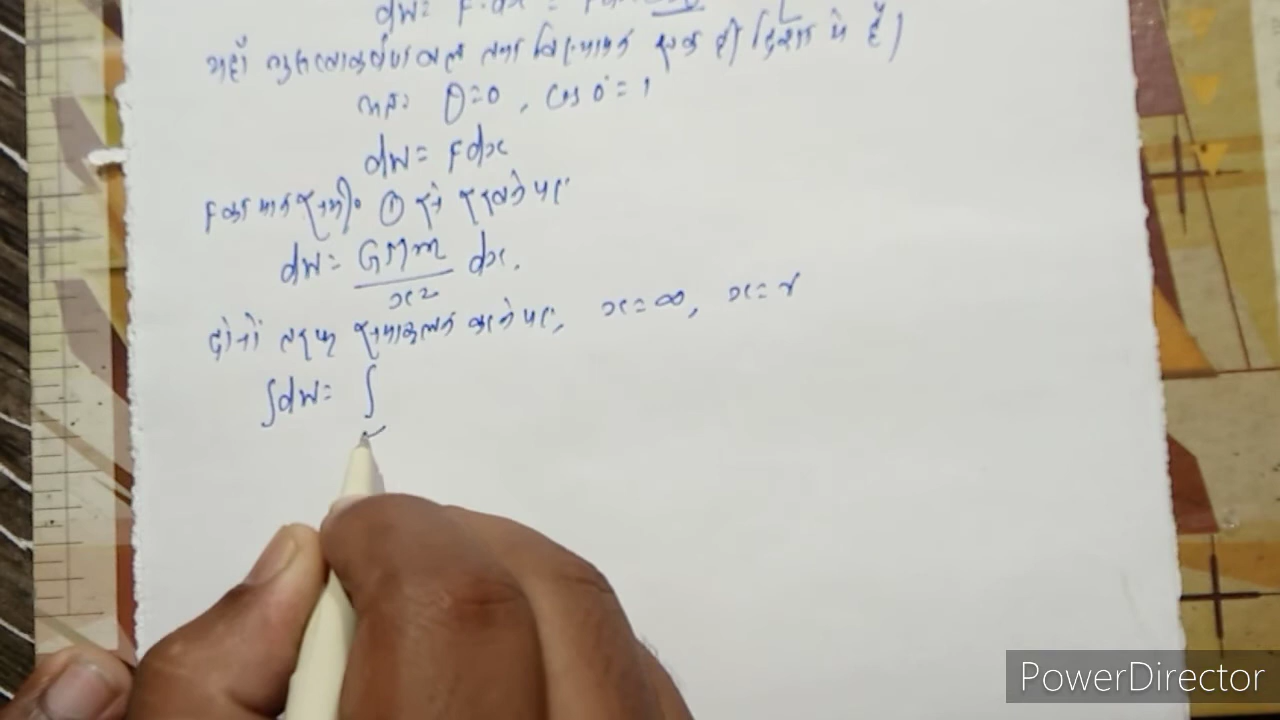 dw = F.dx =
यहाँ गुरुत्वाकर्षण बल तथा विस्थापन एक ही दिशा में हैं।
अतः θ=0, cos 0° = 1
dw = Fdx
F का मान समी० ① से रखने पर
dw = GMm/x² dx.
दोनों तरफ समाकलन करने पर, x = ∞, x = r
∫dw = ∫
PowerDirector